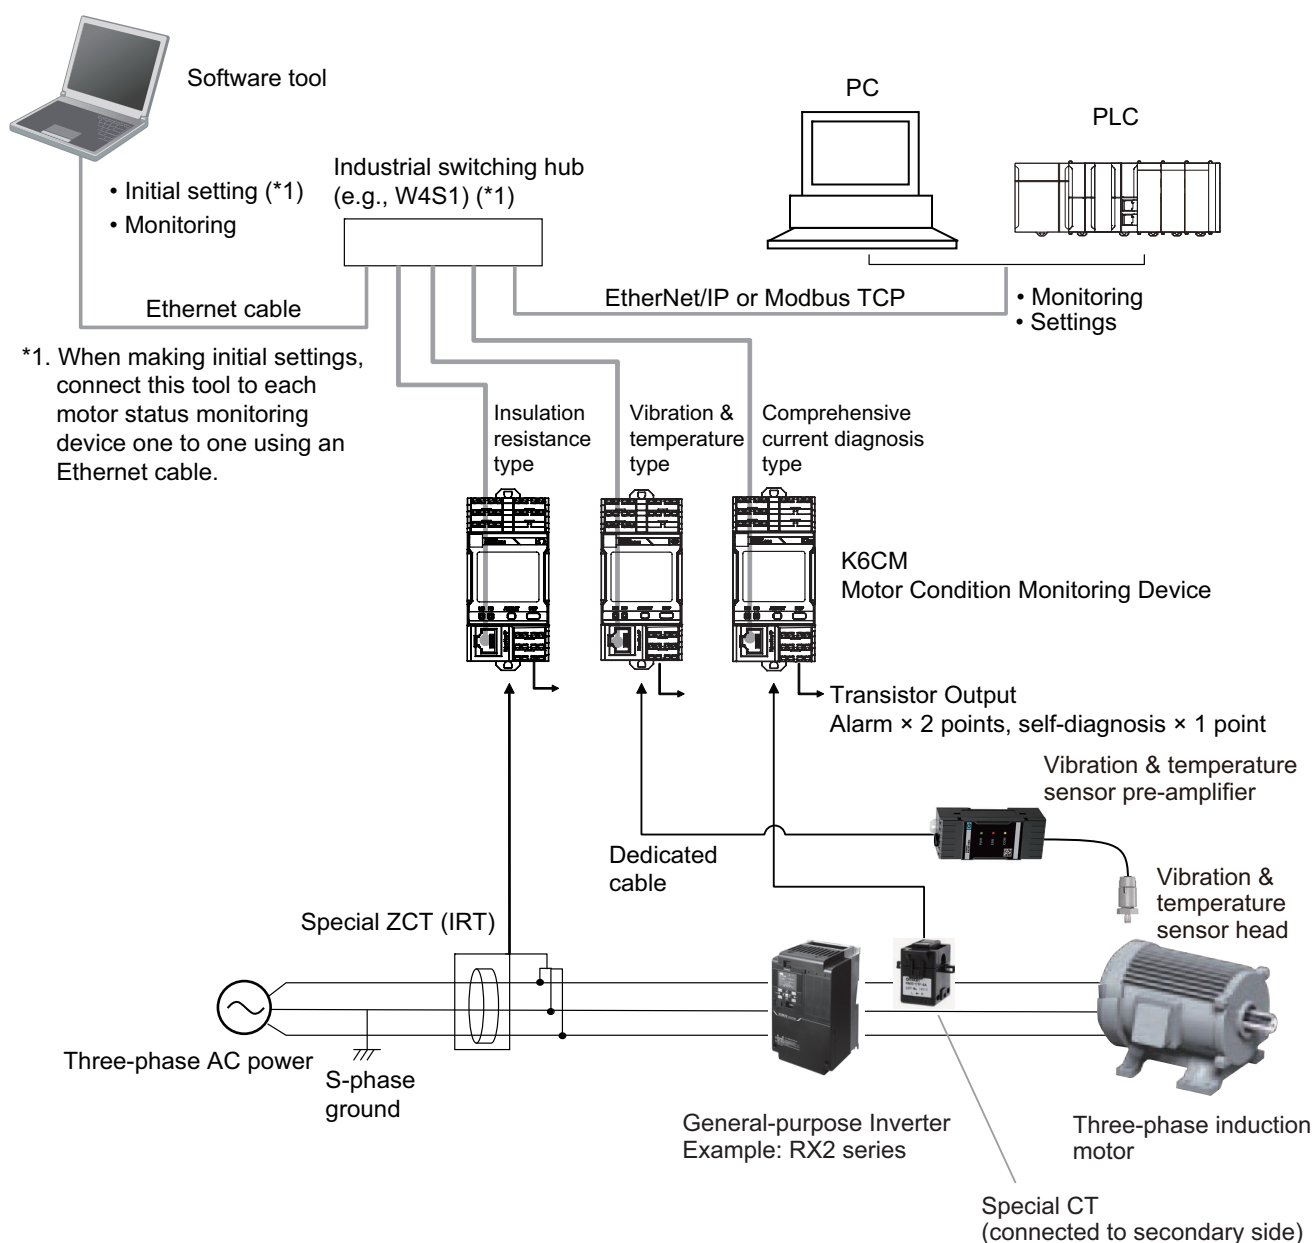 Software tool
PC
PLC
• Initial setting (*1)
• Monitoring
Industrial switching hub
(e.g., W4S1) (*1)
Ethernet cable
EtherNet/IP or Modbus TCP
• Monitoring
• Settings
*1. When making initial settings,
connect this tool to each
motor status monitoring
device one to one using an
Ethernet cable.
Insulation
resistance
type
Vibration &
temperature
type
Comprehensive
current diagnosis
type
K6CM
Motor Condition Monitoring Device
Transistor Output
Alarm × 2 points, self-diagnosis × 1 point
Vibration & temperature
sensor pre-amplifier
Dedicated
cable
Vibration &
temperature
sensor head
Special ZCT (IRT)
Three-phase AC power
S-phase
ground
General-purpose Inverter
Example: RX2 series
Three-phase induction
motor
Special CT
(connected to secondary side)